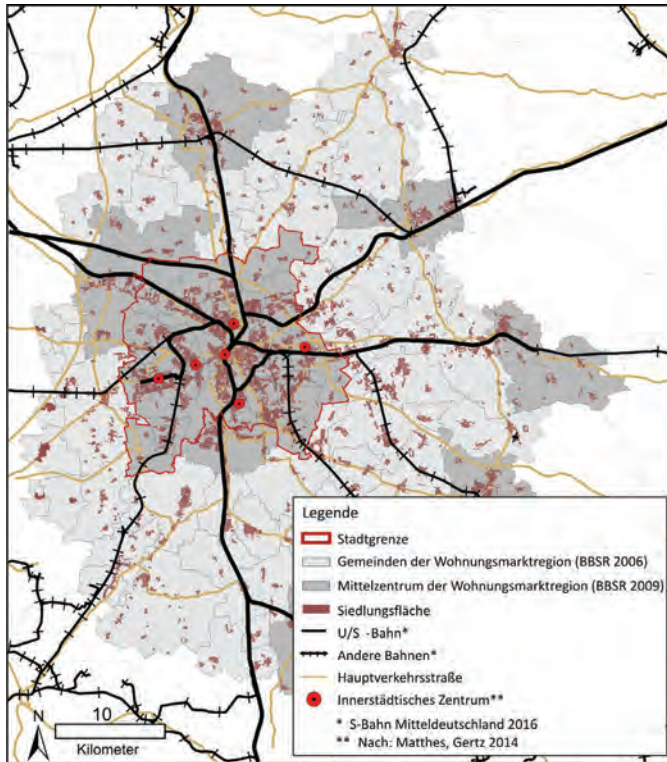 Legende
Stadtgrenze
Gemeinden der Wohnungsmarktregion (BBSR 2006)
Mittelzentrum der Wohnungsmarktregion (BBSR 2009)
Siedlungsfläche
U/S -Bahn*
Andere Bahnen*
Hauptverkehrsstraße
Innerstädtisches Zentrum**
* S-Bahn Mitteldeutschland 2016
** Nach: Matthes, Gertz 2014
N
10
Kilometer